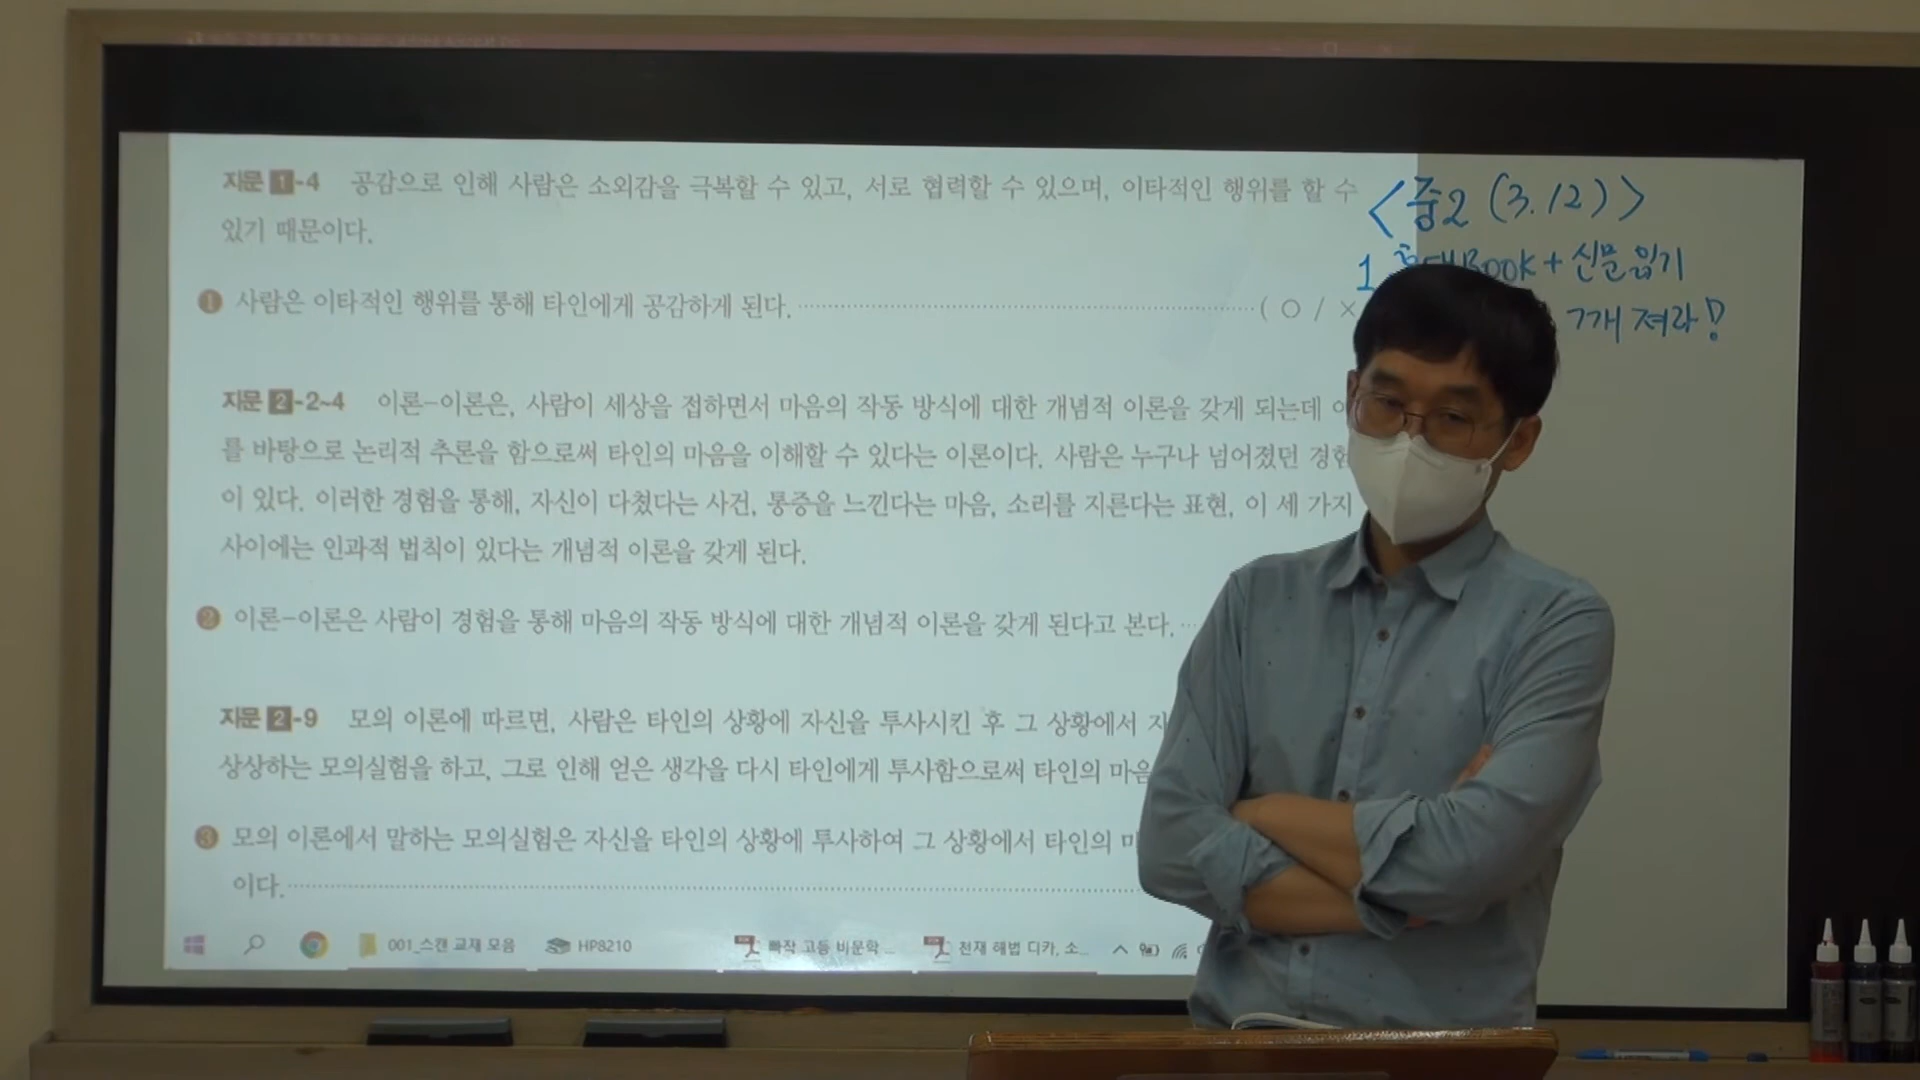 지문 1-4 공감으로 인해 사람은 소외감을 극복할 수 있고, 서로 협력할 수 있으며, 이타적인 행위를 할 수
있기 때문이다.
1 사람은 이타적인 행위를 통해 타인에게 공감하게 된다. ( ○ / ×
지문 2-2~4 이론-이론은, 사람이 세상을 접하면서 마음의 작동 방식에 대한 개념적 이론을 갖게 되는데 이
를 바탕으로 논리적 추론을 함으로써 타인의 마음을 이해할 수 있다는 이론이다. 사람은 누구나 넘어졌던 경험
이 있다. 이러한 경험을 통해, 자신이 다쳤다는 사건, 통증을 느낀다는 마음, 소리를 지른다는 표현, 이 세 가지
사이에는 인과적 법칙이 있다는 개념적 이론을 갖게 된다.
2 이론-이론은 사람이 경험을 통해 마음의 작동 방식에 대한 개념적 이론을 갖게 된다고 본다.
지문 2-9 모의 이론에 따르면, 사람은 타인의 상황에 자신을 투사시킨 후 그 상황에서
상상하는 모의실험을 하고, 그로 인해 얻은 생각을 다시 타인에게 투사함으로써 타인의
3 모의 이론에서 말하는 모의실험은 자신을 타인의 상황에 투사하여 그 상황에서 타인의
이다.
001_스캔 교재 모음 HP8210 빠작 고등 비문학 ... 천재 해법 디카, 소...
<중2 (3.12)>
1 BOOK + 신문 읽기